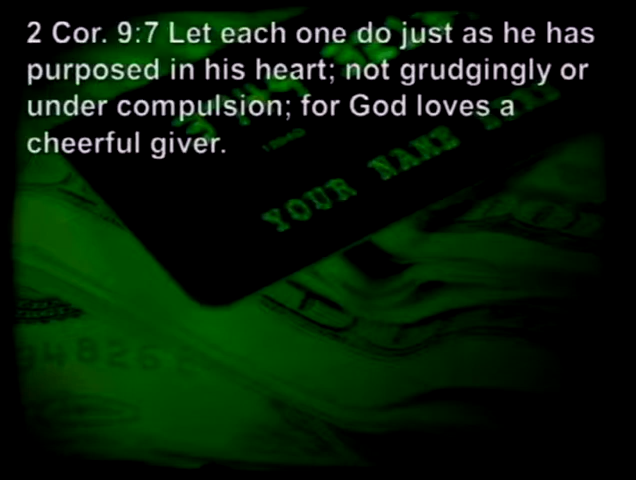 2 Cor. 9:7 Let each one do just as he has
purposed in his heart; not grudgingly or
under compulsion; for God loves a
cheerful giver.
YOUR NAME